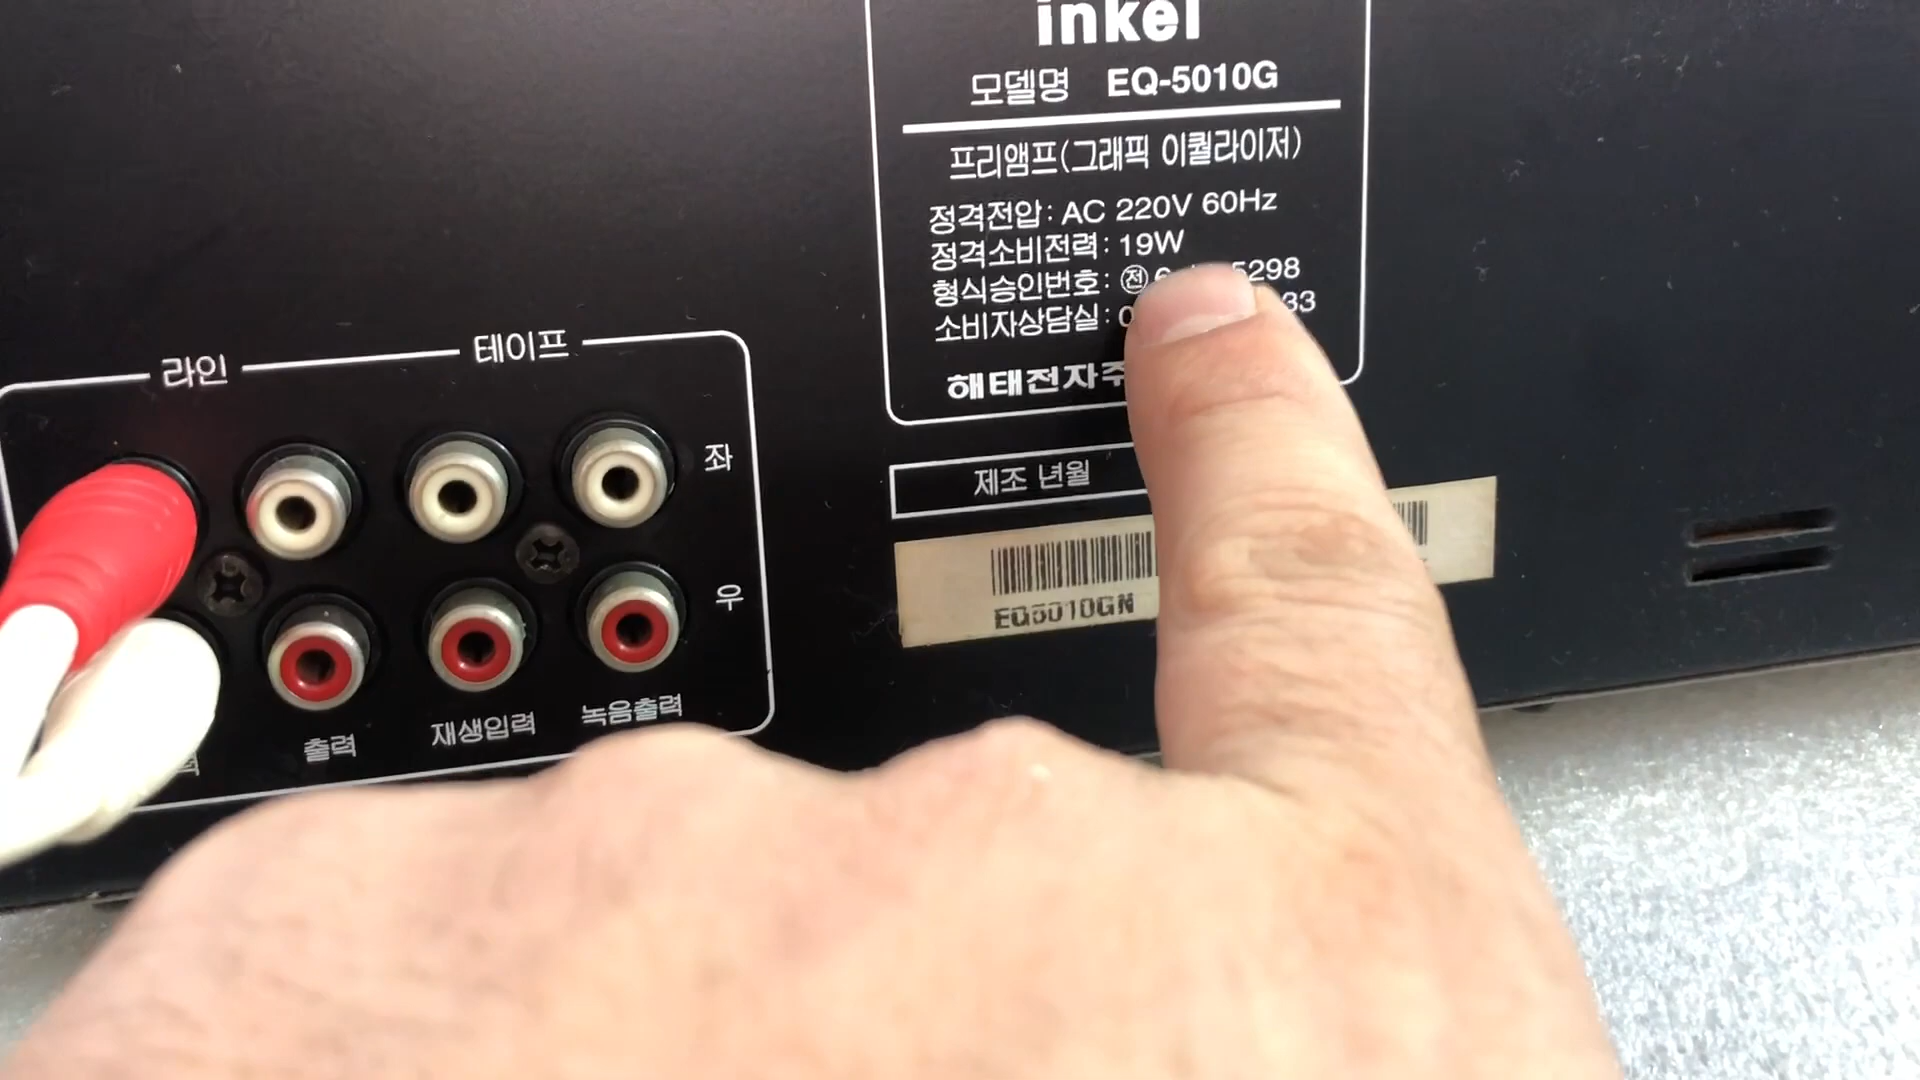 inkel
모델명 EQ-5010G
프리앰프(그래픽 이퀄라이저)
정격전압: AC 220V 60Hz
정격소비전력: 19W
형식승인번호: ㉠ 5298
소비자상담실: 33
해태전자주
제조 년월
EQ5010GN
라인 테이프
좌
우
출력 재생입력 녹음출력